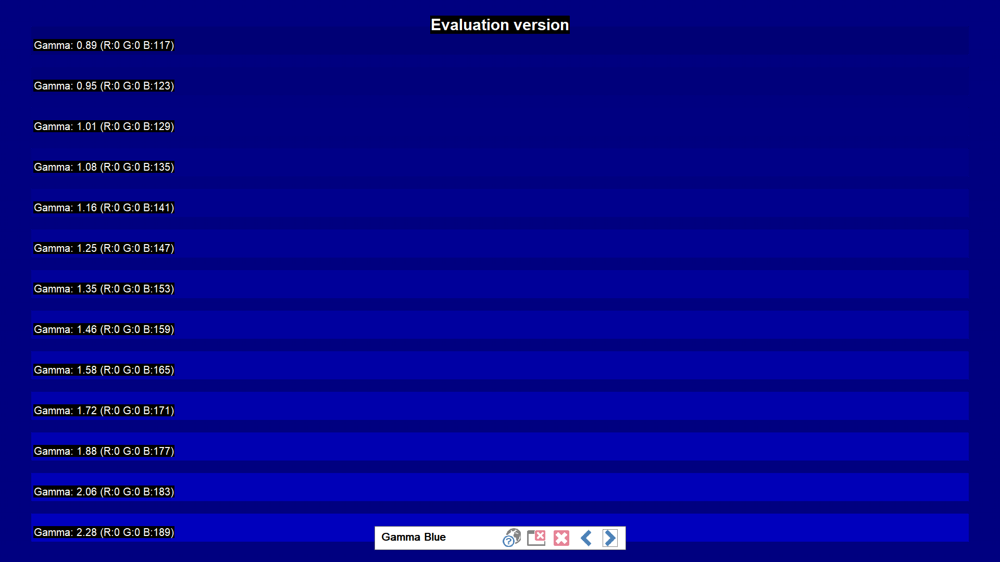 Evaluation version
Gamma: 0.89 (R:0 G:0 B:117)
Gamma: 0.95 (R:0 G:0 B:123)
Gamma: 1.01 (R:0 G:0 B:129)
Gamma: 1.08 (R:0 G:0 B:135)
Gamma: 1.16 (R:0 G:0 B:141)
Gamma: 1.25 (R:0 G:0 B:147)
Gamma: 1.35 (R:0 G:0 B:153)
Gamma: 1.46 (R:0 G:0 B:159)
Gamma: 1.58 (R:0 G:0 B:165)
Gamma: 1.72 (R:0 G:0 B:171)
Gamma: 1.88 (R:0 G:0 B:177)
Gamma: 2.06 (R:0 G:0 B:183)
Gamma: 2.28 (R:0 G:0 B:189)
Gamma Blue